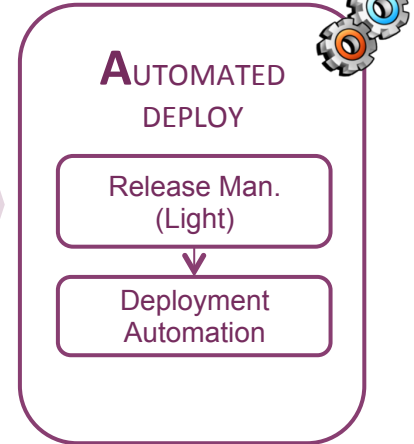 AUTOMATED
DEPLOY
Release Man.
(Light)
Deployment
Automation